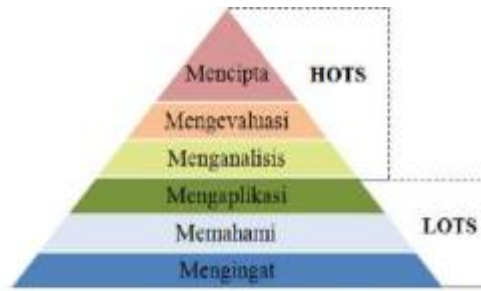 Mencipta
HOTS
Mengevaluasi
Menganalisis
Mengaplikasi
Memahami
LOTS
Mengingat